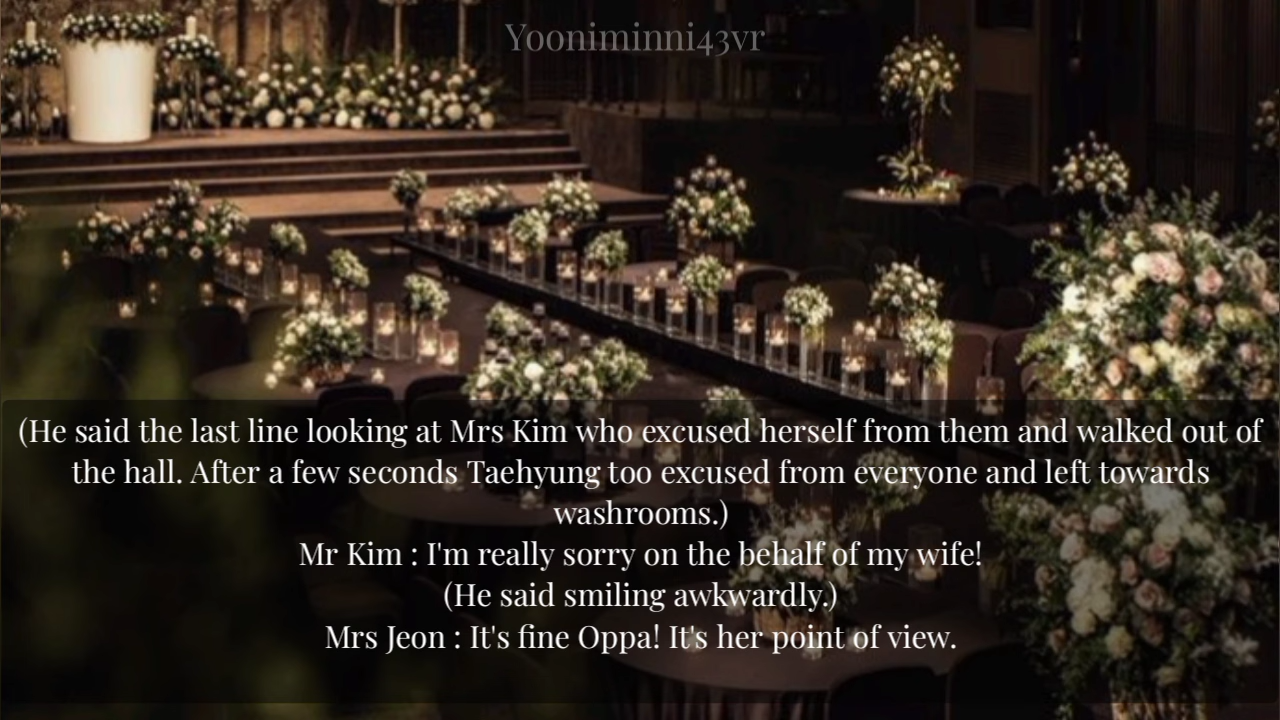 Yooniminni43vr
(He said the last line looking at Mrs Kim who excused herself from them and walked out of
the hall. After a few seconds Taehyung too excused from everyone and left towards
washrooms.)
Mr Kim : I'm really sorry on the behalf of my wife!
(He said smiling awkwardly.)
Mrs Jeon : It's fine Oppa! It's her point of view.